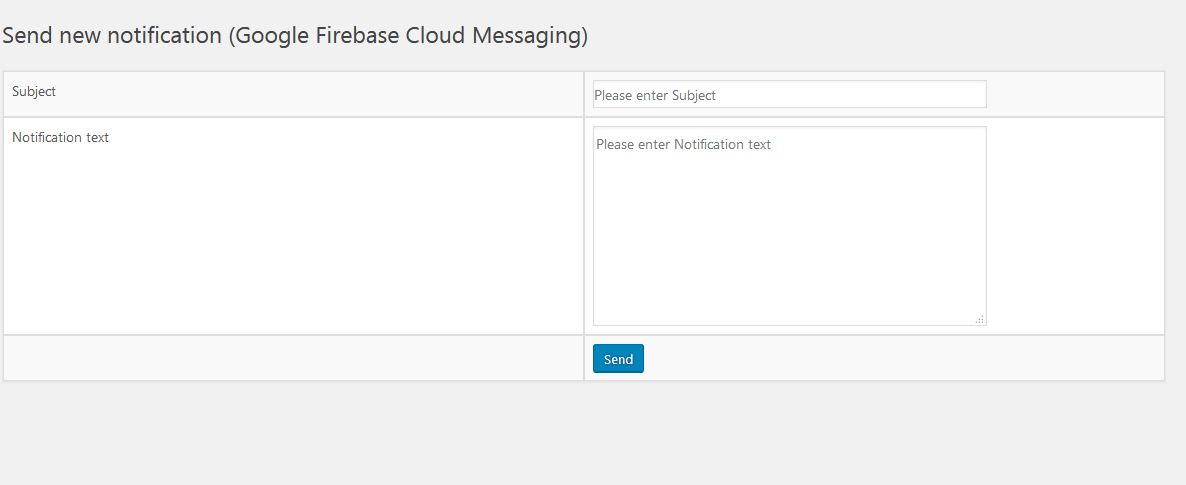 Send new notification (Google Firebase Cloud Messaging)
Subject
Please enter Subject
Notification text
Please enter Notification text
Send